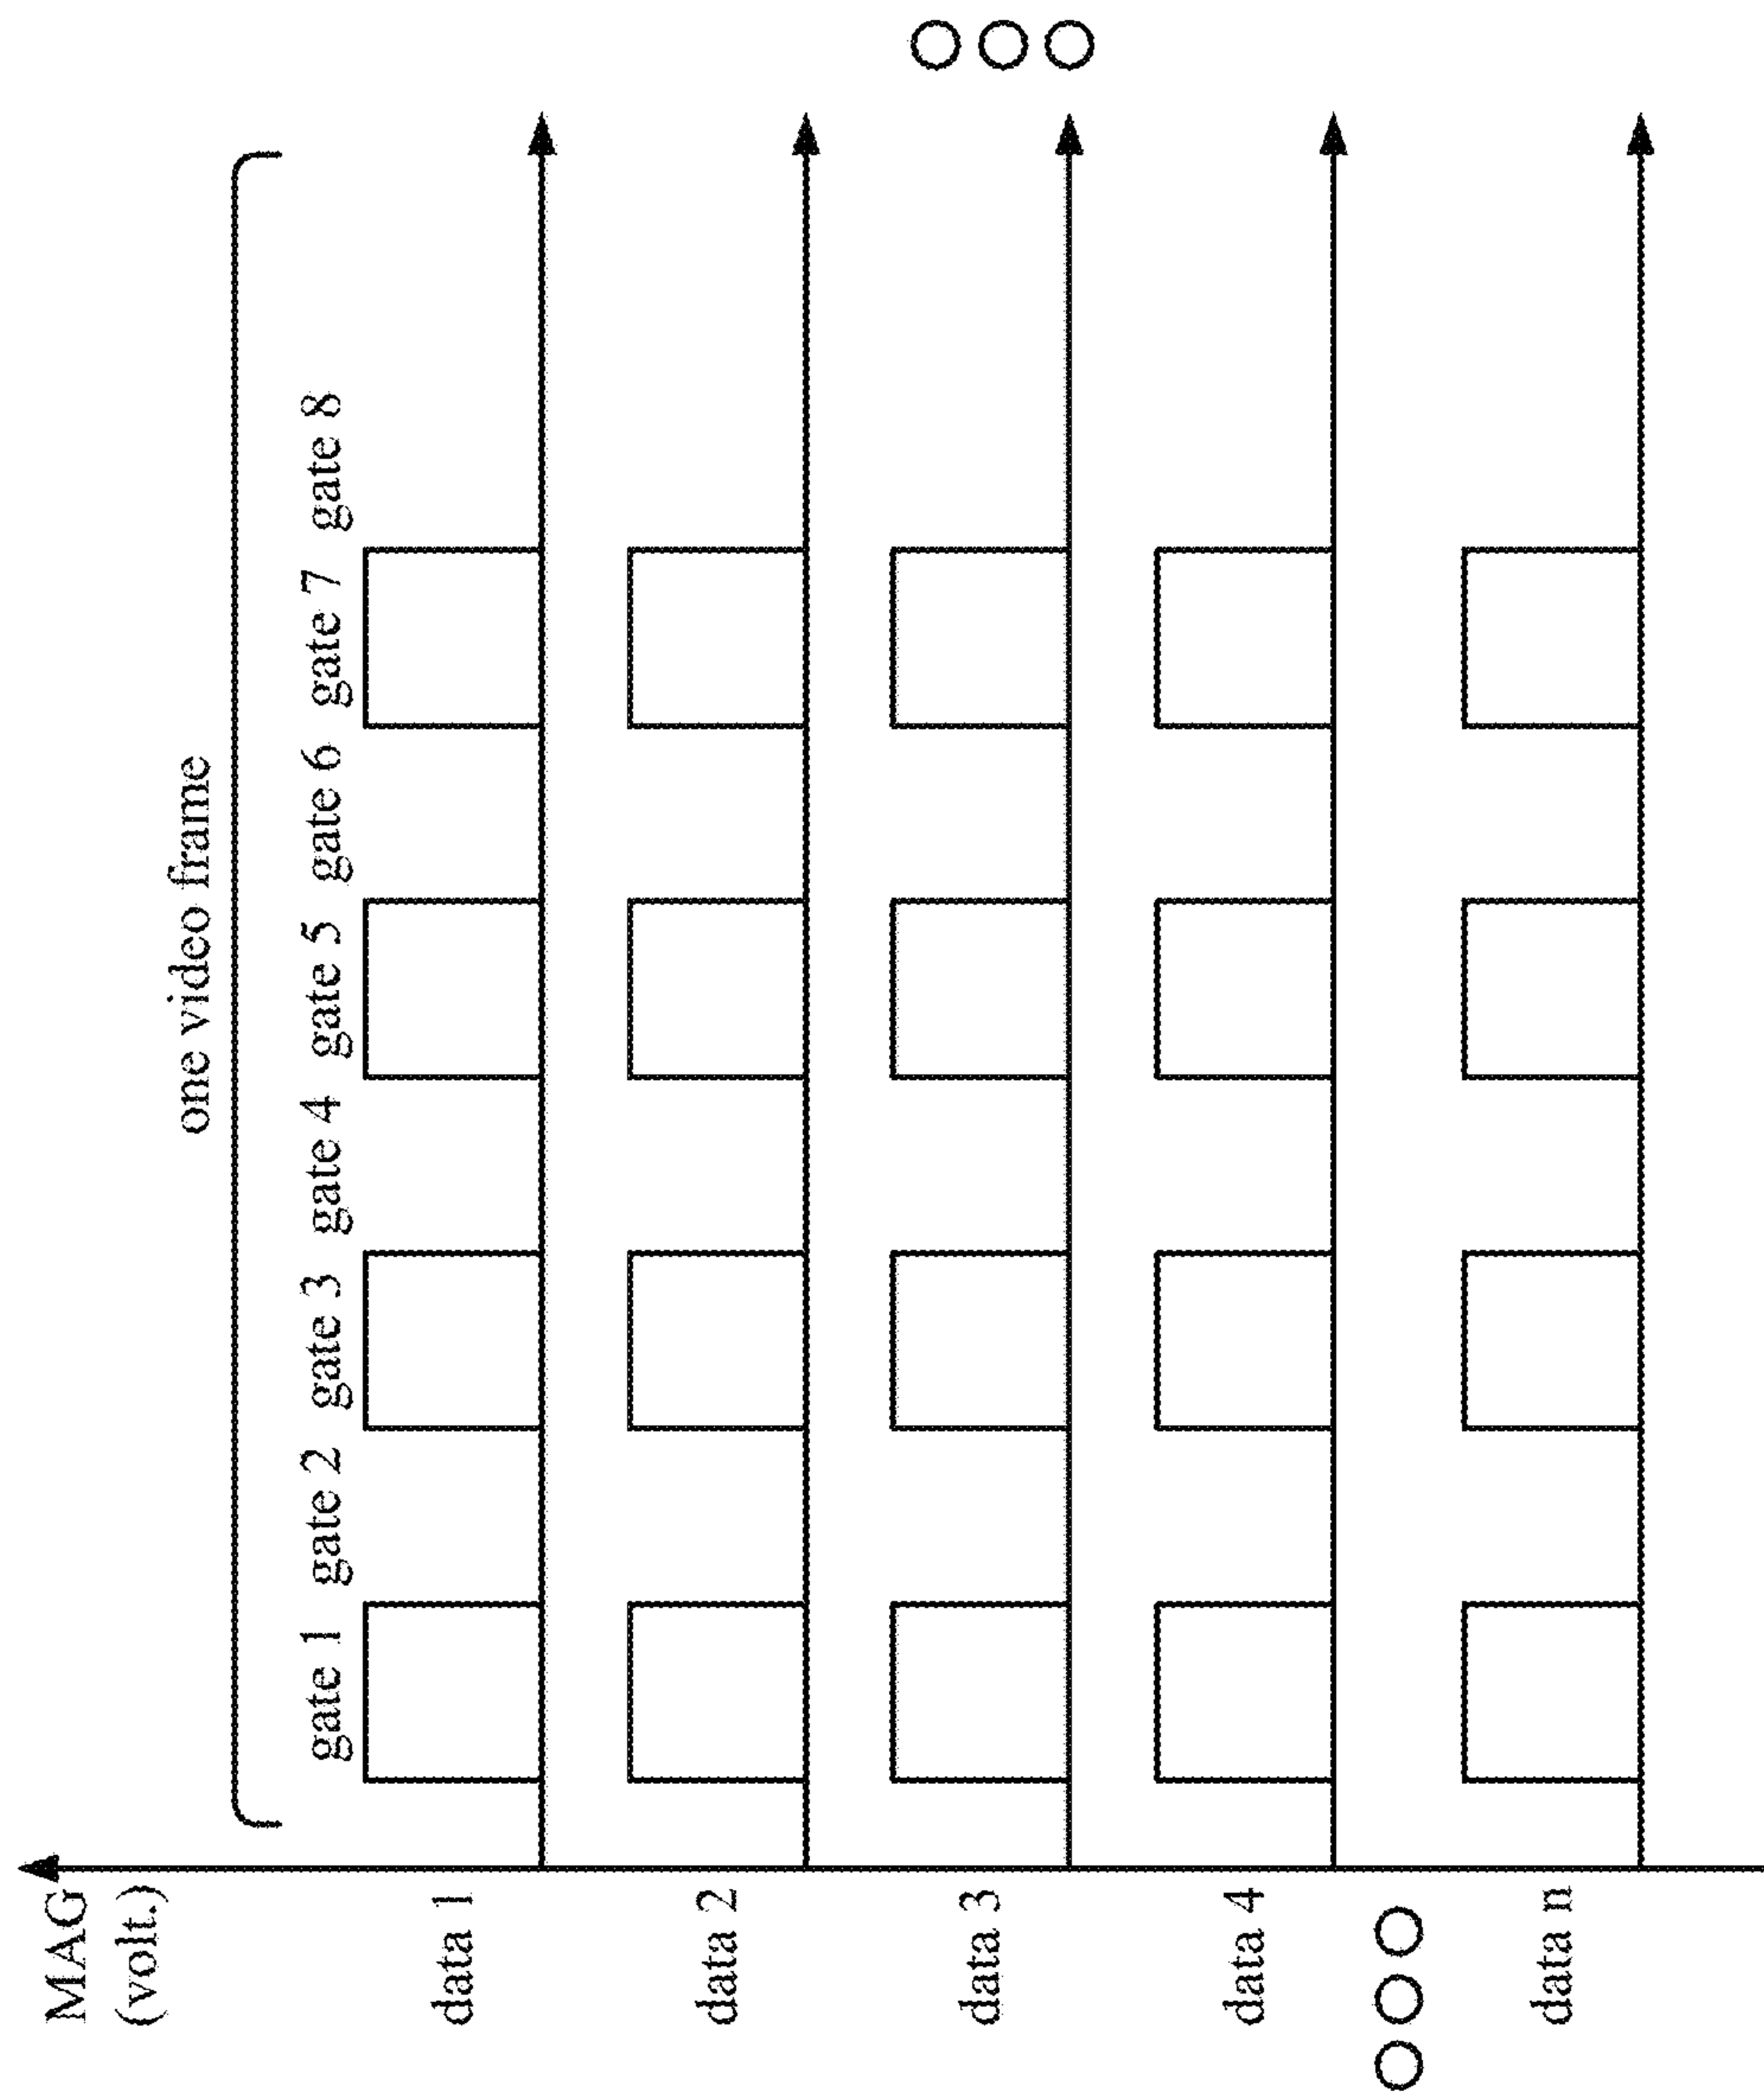 MAG
(volt.)
one video frame
gate 1 gate 2 gate 3 gate 4 gate 5 gate 6 gate 7 gate 8
data 1
data 2
data 3
data 4
data n